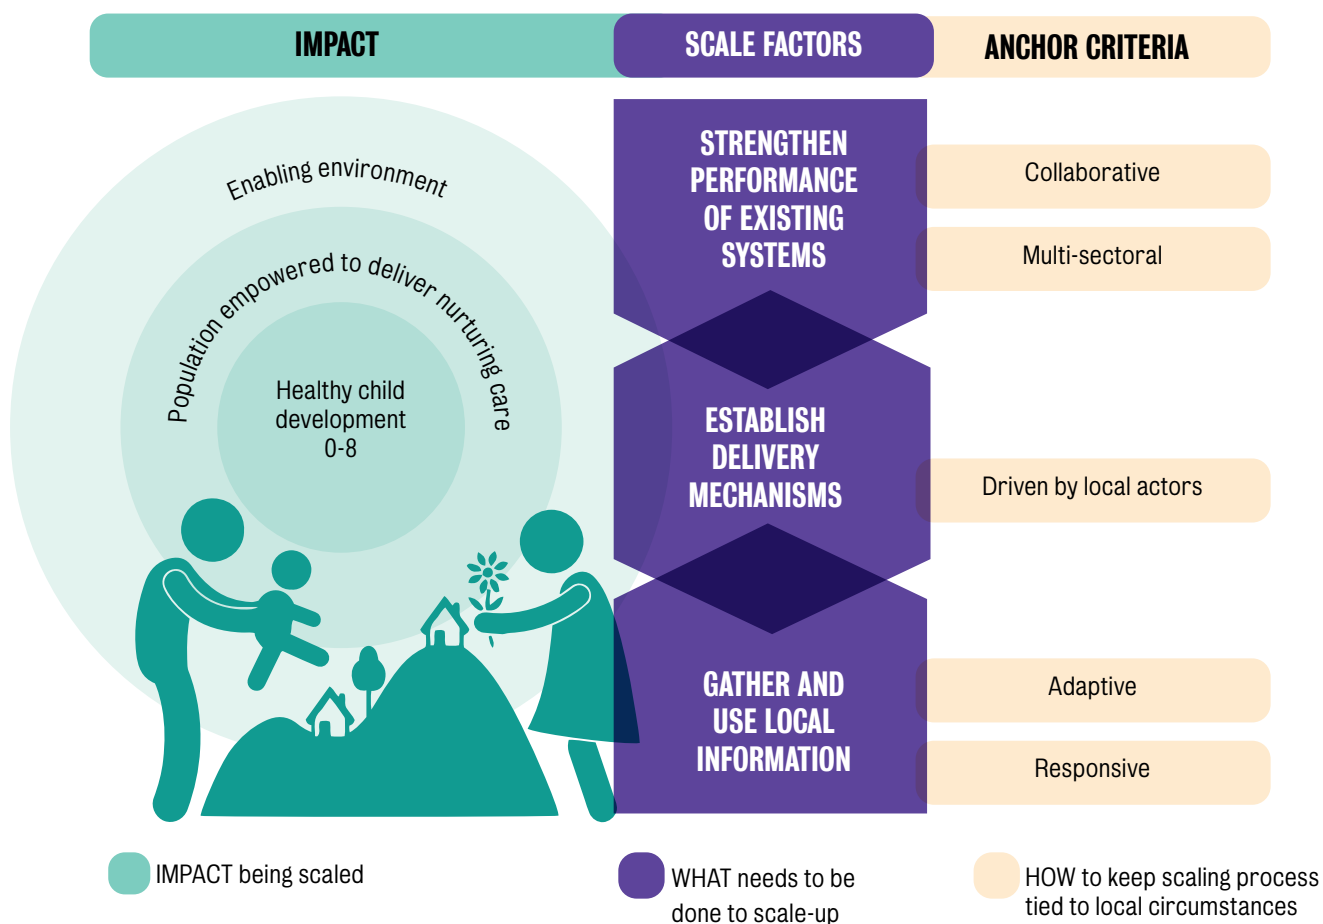 IMPACT
SCALE FACTORS
ANCHOR CRITERIA
Enabling environment
Population empowered to deliver nurturing care
Healthy child
development
0-8
STRENGTHEN
PERFORMANCE
OF EXISTING
SYSTEMS
Collaborative
Multi-sectoral
ESTABLISH
DELIVERY
MECHANISMS
Driven by local actors
GATHER AND
USE LOCAL
INFORMATION
Adaptive
Responsive
IMPACT being scaled
WHAT needs to be
done to scale-up
HOW to keep scaling process
tied to local circumstances